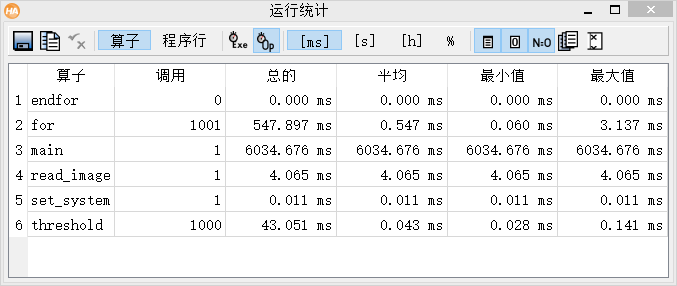 HA 运行统计
算子 程序行 Exe Op [ms] [s] [h] % 0 N=0
算子 调用 总的 平均 最小值 最大值
1 endfor 0 0.000 ms 0.000 ms 0.000 ms 0.000 ms
2 for 1001 547.897 ms 0.547 ms 0.060 ms 3.137 ms
3 main 1 6034.676 ms 6034.676 ms 6034.676 ms 6034.676 ms
4 read_image 1 4.065 ms 4.065 ms 4.065 ms 4.065 ms
5 set_system 1 0.011 ms 0.011 ms 0.011 ms 0.011 ms
6 threshold 1000 43.051 ms 0.043 ms 0.028 ms 0.141 ms